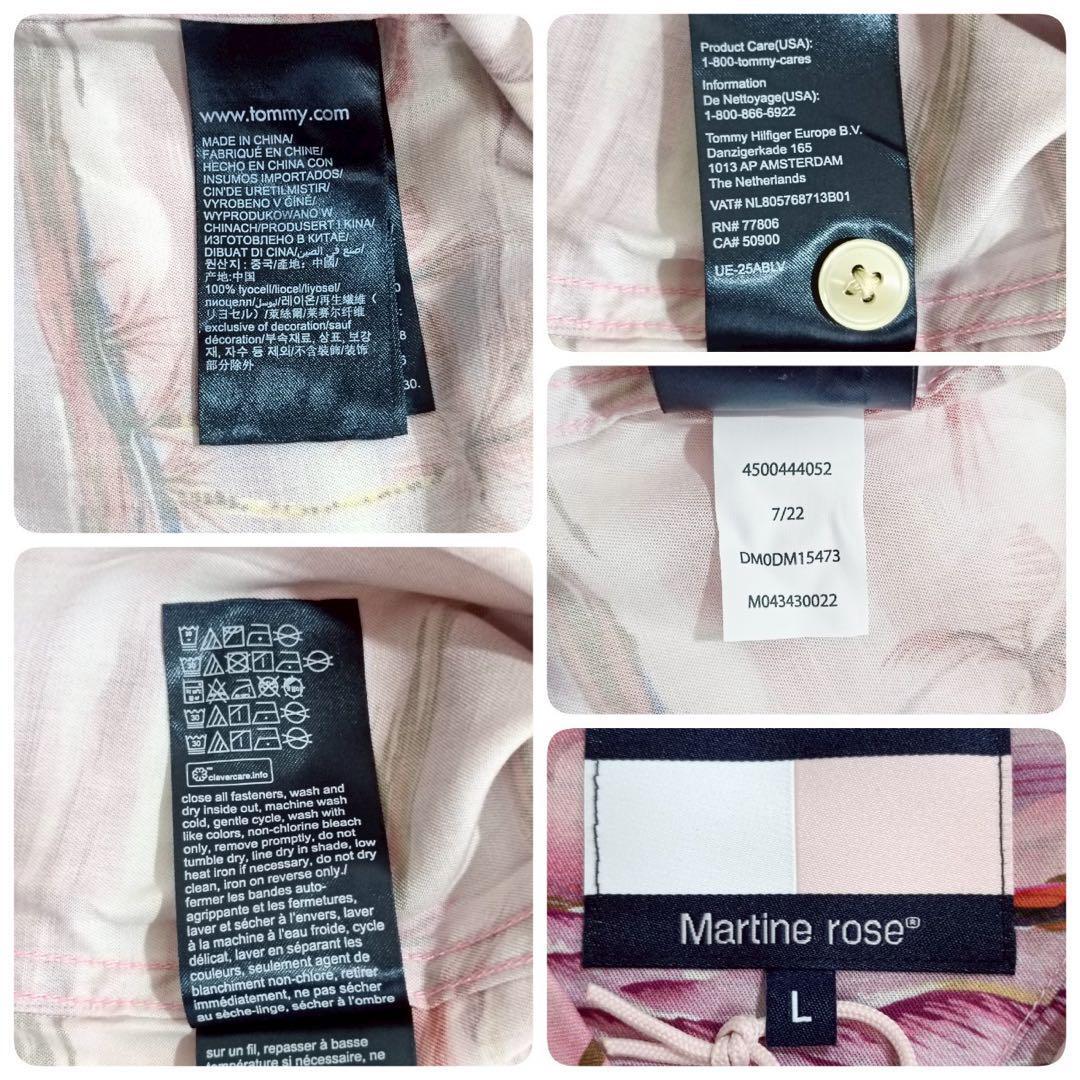 www.tommy.com
MADE IN CHINA/
FABRIQUÉ EN CHINE/
HECHO EN CHINA CON
INSUMOS IMPORTADOS/
CIN'DE URETILMISTIR/
VYROBENO V ČÍNĚ/
WYPRODUKOWANO W
CHINACH/PRODUSERT I KINA/
ИЗГОТОВЛЕНО В КИТАЕ/
DIBUAT DI CINA/صنع في الصين/
원산지 : 중국/產地：中國/
产地:中国
100% lyocell/liocel/liyosel/
лиоцелл/ليوسل/레이온/再生繊維（
リヨセル）/萊絲爾/莱赛尔纤维
exclusive of decoration/sauf
décoration/부속재료, 상표, 보강
재, 자수 등 제외/不含裝飾/装饰
部分除外
30.
Product Care(USA):
1-800-tommy-cares
Information
De Nettoyage(USA):
1-800-866-6922
Tommy Hilfiger Europe B.V.
Danzigerkade 165
1013 AP AMSTERDAM
The Netherlands
VAT# NL805768713B01
RN# 77806
CA# 50900
UE-25ABLV
4500444052
7/22
DM0DM15473
M043430022
clevercare.info
close all fasteners, wash and
dry inside out, machine wash
cold, gentle cycle, wash with
like colors, non-chlorine bleach
only, remove promptly, do not
tumble dry, line dry in shade, low
heat iron if necessary, do not dry
clean, iron on reverse only./
fermer les bandes auto-
agrippante et les fermetures,
laver et sécher à l'envers, laver
à la machine à l'eau froide, cycle
délicat, laver en séparant les
couleurs, seulement agent de
blanchiment non-chlore, retirer
immédiatement, ne pas sécher
au sèche-linge, sécher à l'ombre
sur un fil, repasser à basse
température si nécessaire, ne
Martine rose®
L